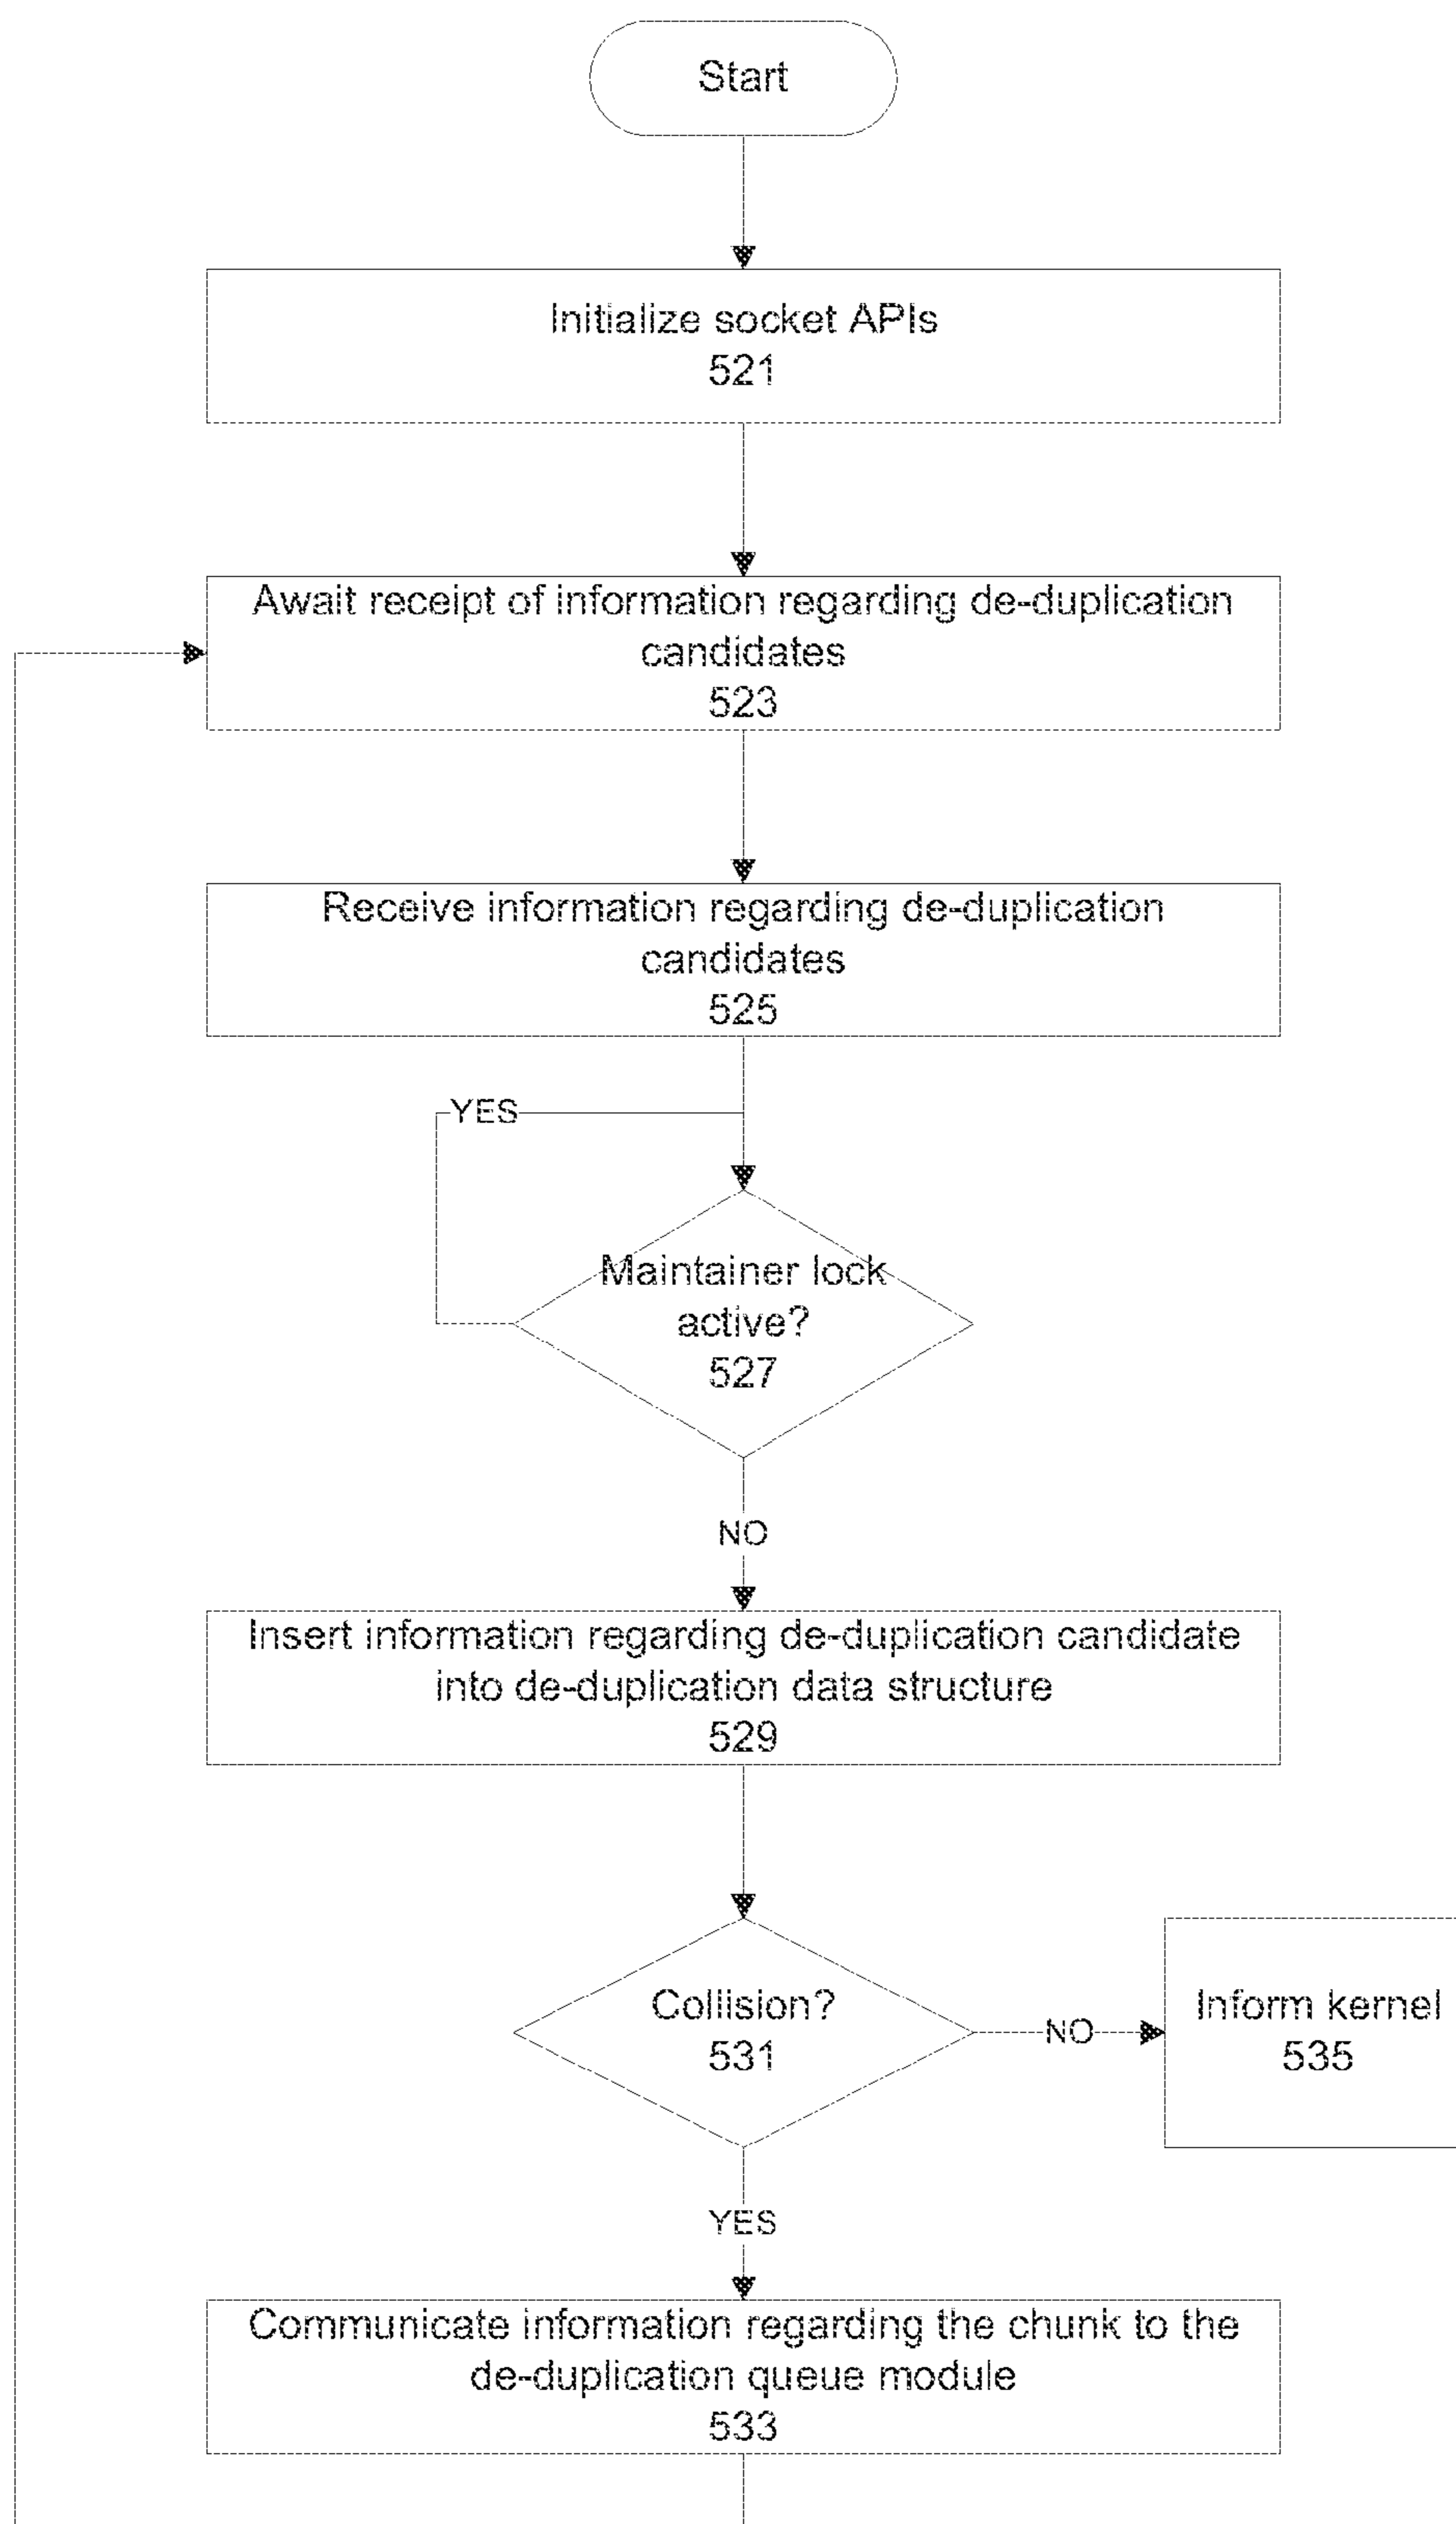 Start
Initialize socket APIs
521
Await receipt of information regarding de-duplication
candidates
523
Receive information regarding de-duplication
candidates
525
YES
Maintainer lock
active?
527
NO
Insert information regarding de-duplication candidate
into de-duplication data structure
529
Collision?
531
NO
Inform kernel
535
YES
Communicate information regarding the chunk to the
de-duplication queue module
533